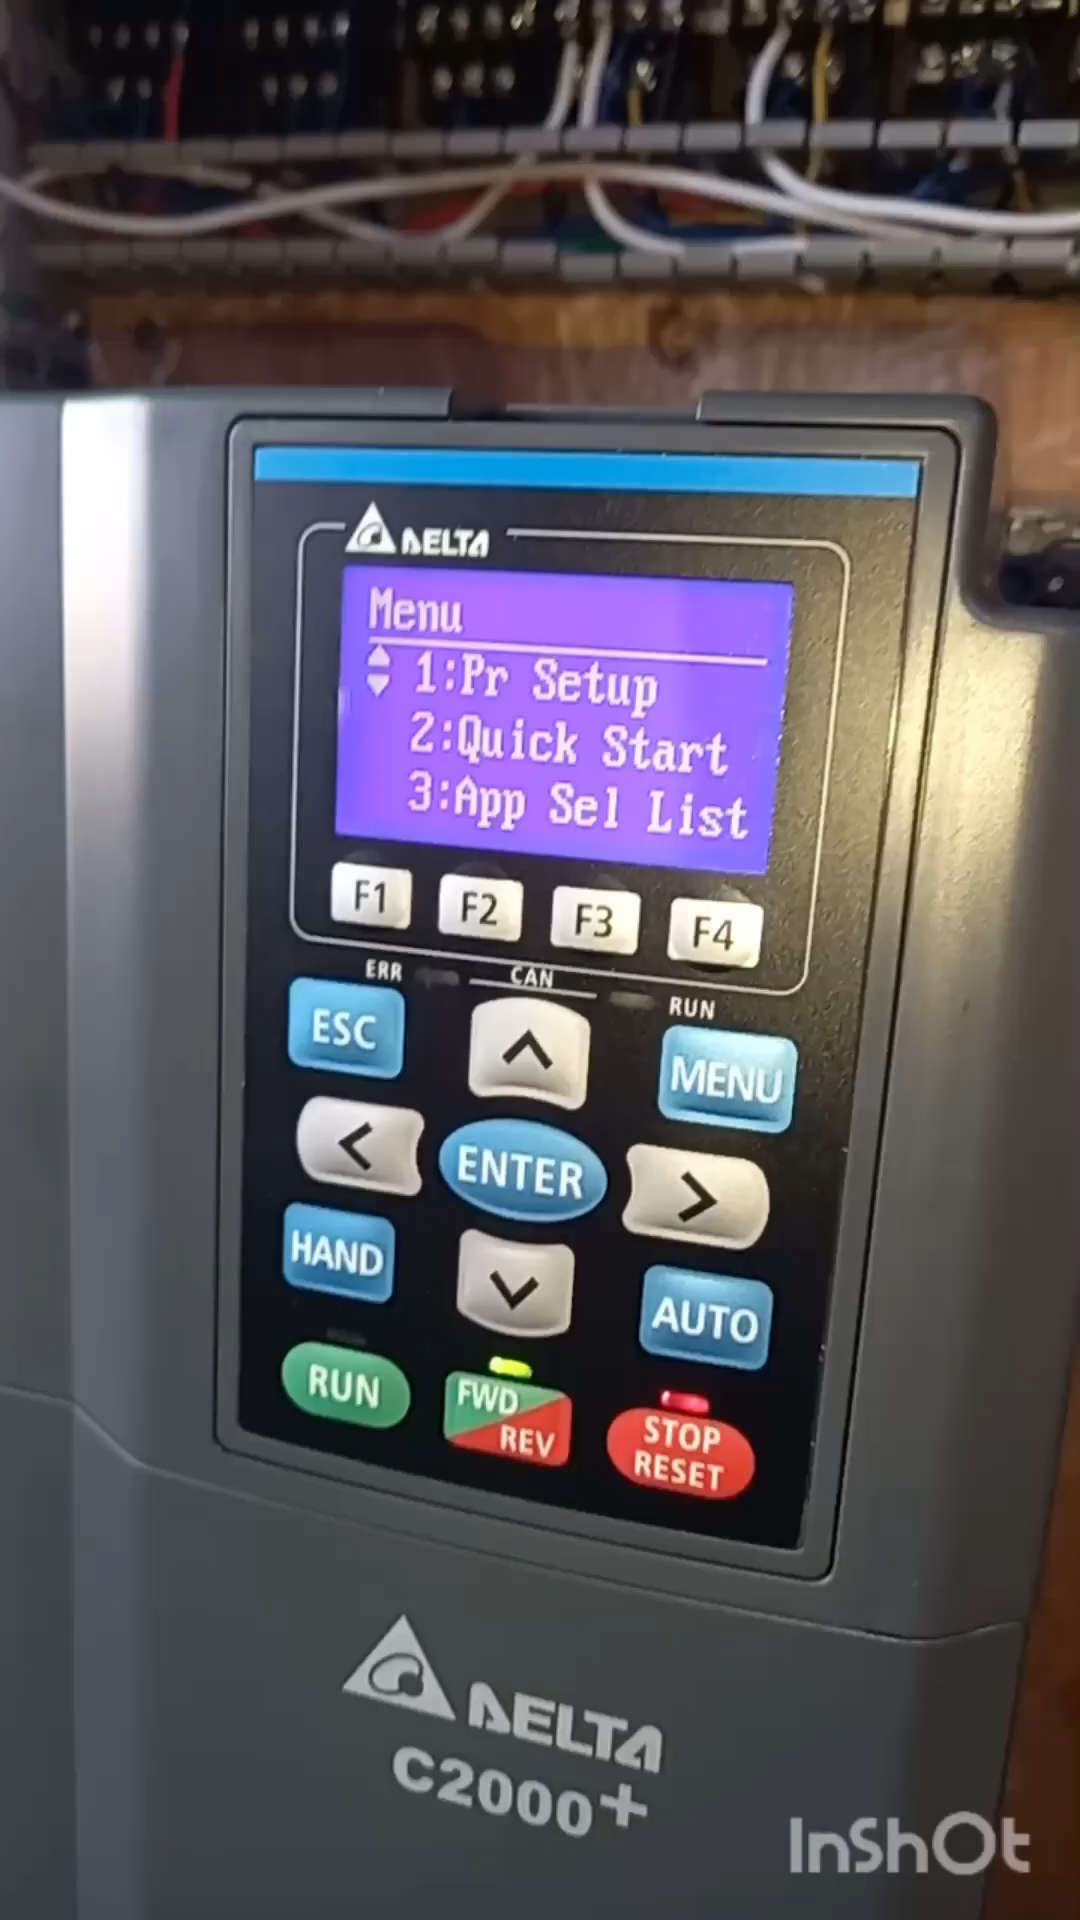 DELTA
Menu
1:Pr Setup
2:Quick Start
3:App Sel List
F1 F2 F3 F4
ERR CAN RUN
ESC MENU
< ENTER >
HAND AUTO
RUN FWD REV STOP RESET
DELTA
C2000+
InShOt